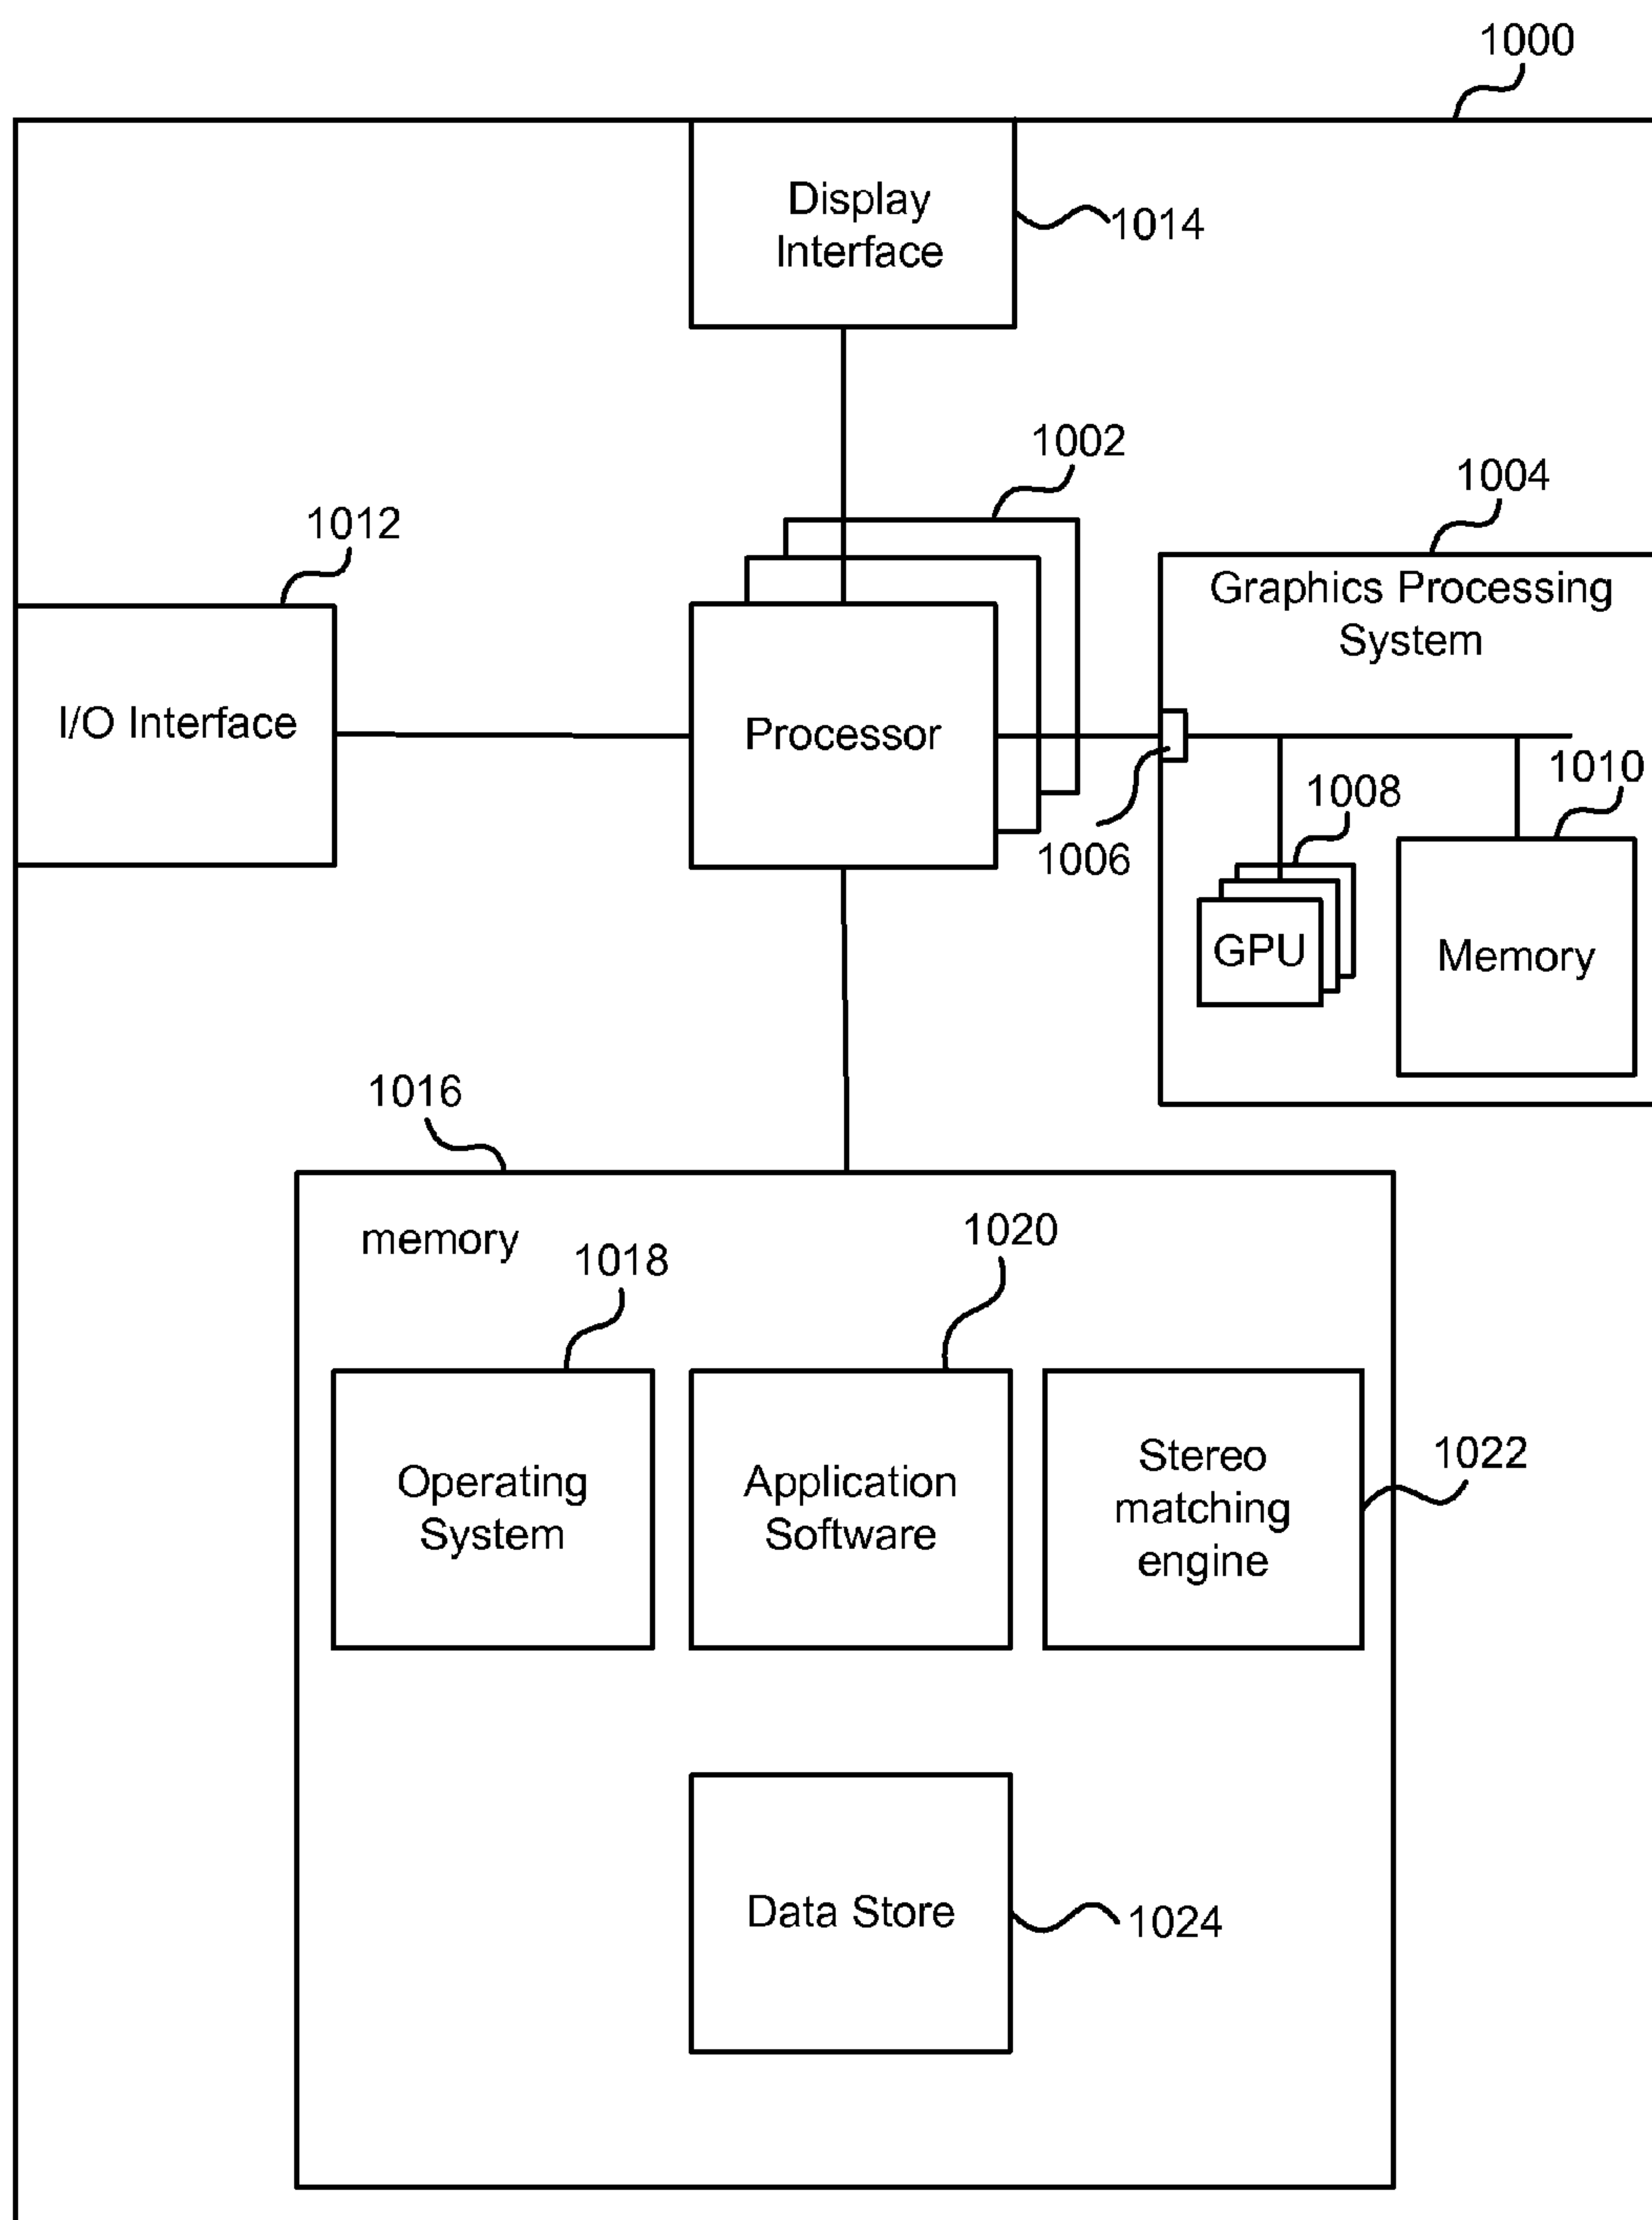 1000
Display
Interface
1014
1002
1004
1012
Graphics Processing
System
I/O Interface
Processor
1006
1008
1010
GPU
Memory
1016
memory
1018
1020
Operating
System
Application
Software
Stereo
matching
engine
1022
Data Store
1024